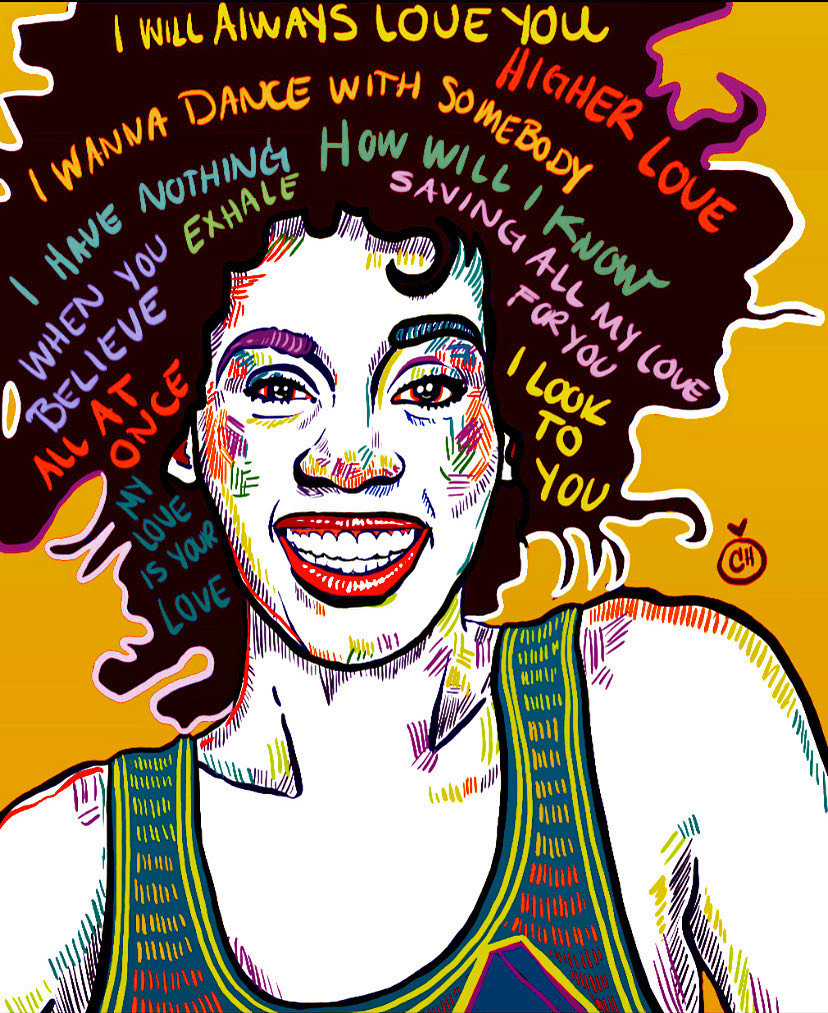 I WILL AlWAYS LOVE YOU
HIGHER LOVE
I WANNA DANCE WITH SOMEBODY
I HAVE NOTHING
HOW WILL I KNOW
EXHALE
SAVING ALL MY LOVE
FOR YOU
WHEN YOU
BELIEVE
I LOOK
TO
YOU
ALL AT
ONCE
MY
LOVE
IS YOUR
LOVE
CH